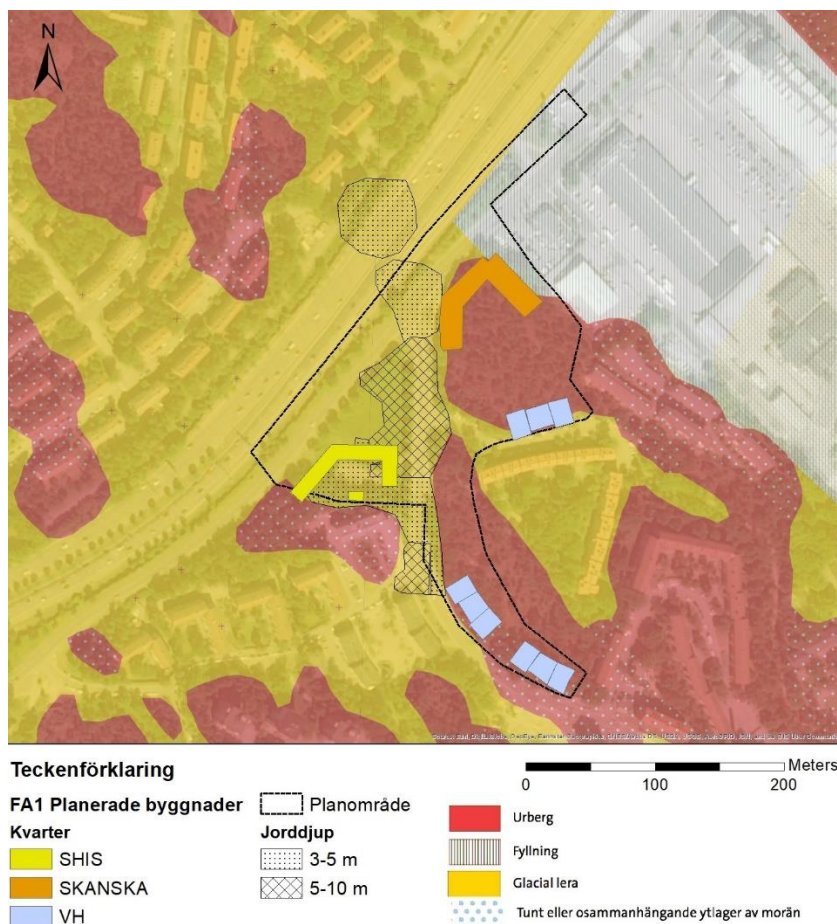 N
Teckenförklaring
FA1 Planerade byggnader
Kvarter
SHIS
SKANSKA
VH
Planområde
Jorddjup
3-5 m
5-10 m
Meters
0 100 200
Urberg
Fyllning
Glacial lera
Tunt eller osammanhängande ytlager av morän